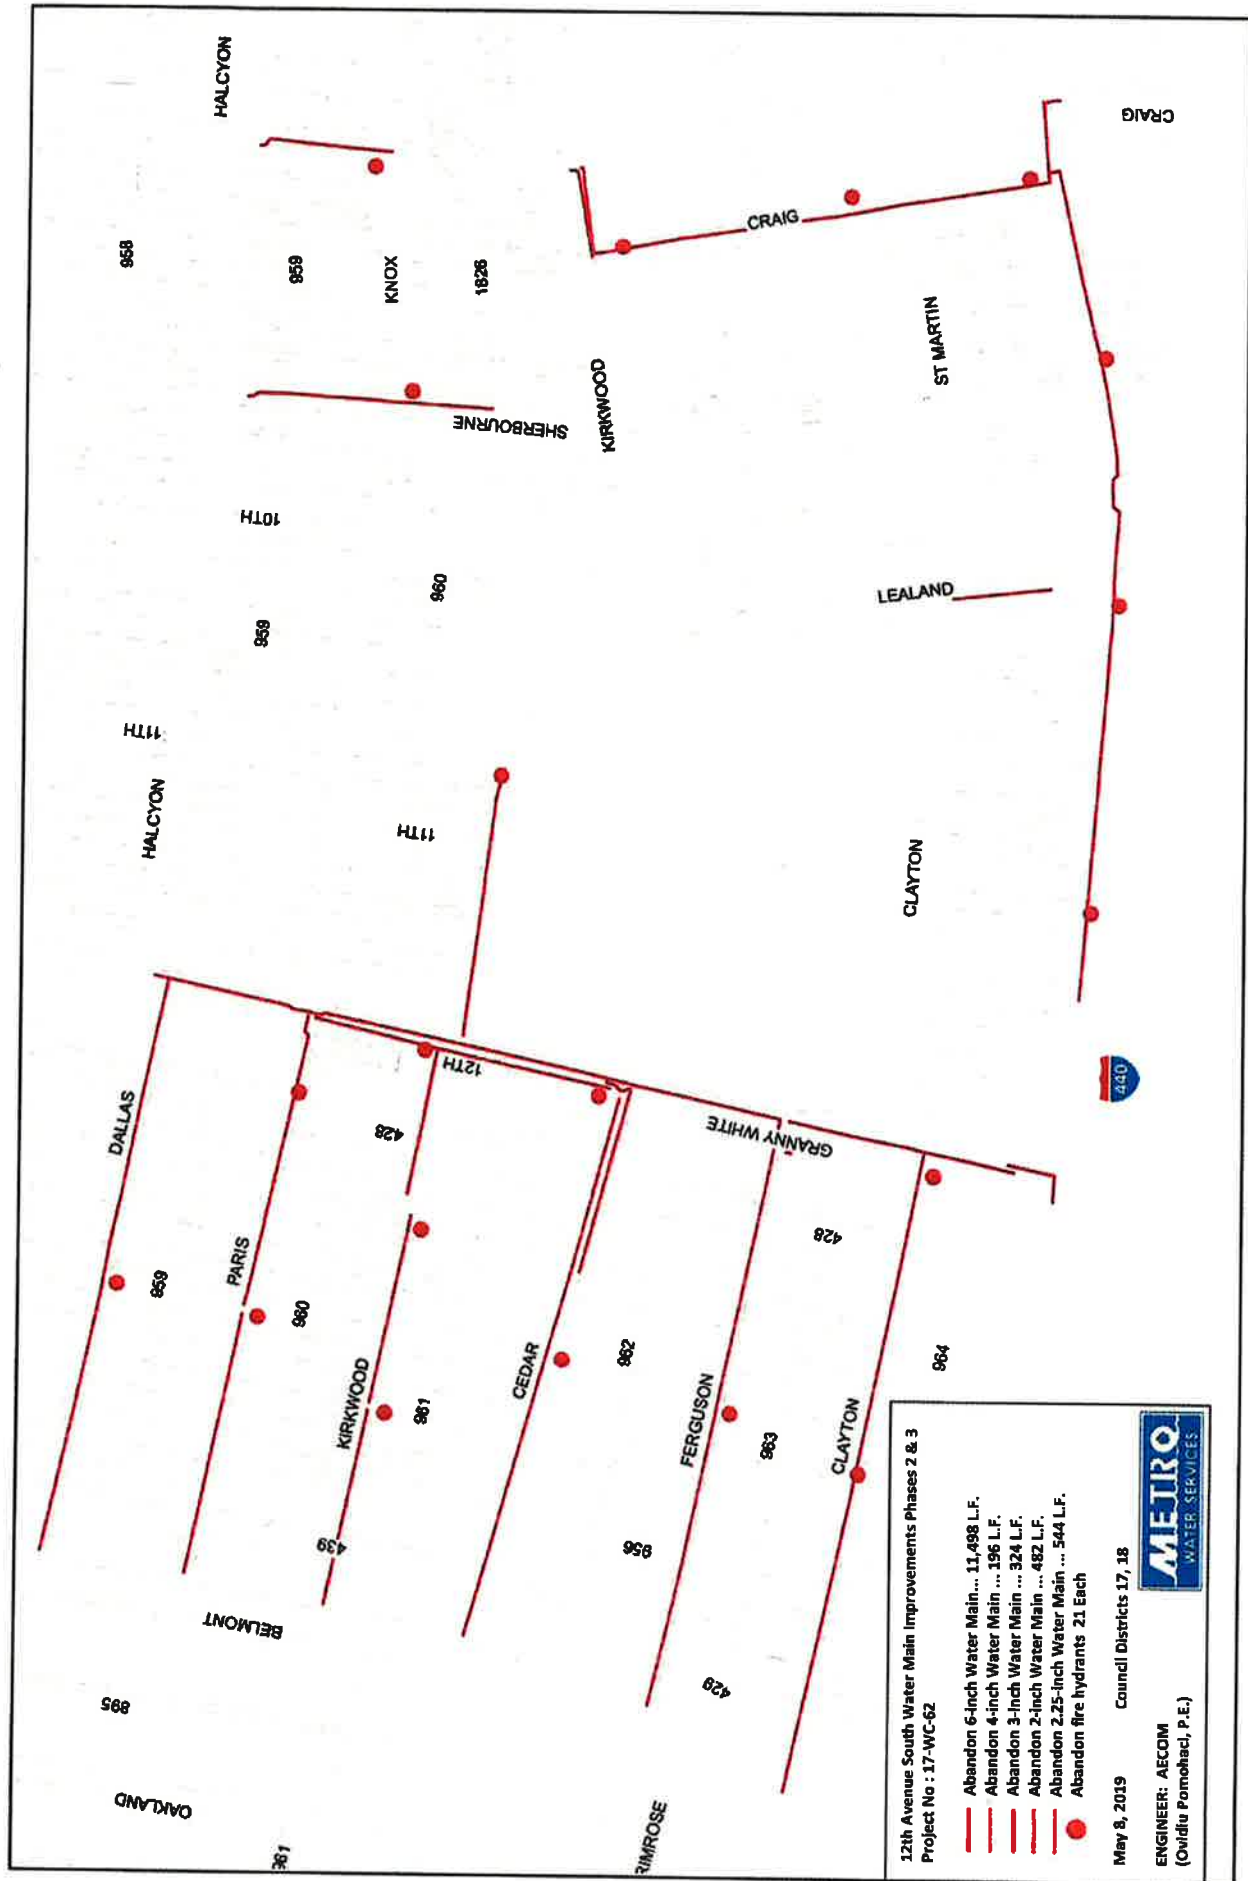 HALCYON
958
959
KNOX
1826
CRAIG
CRAIG
ST MARTIN
KIRKWOOD
SHERBOURNE
10TH
960
959
LEALAND
11TH
HALCYON
11TH
CLAYTON
440
DALLAS
12TH
428
GRANNY WHITE
428
959
PARIS
960
KIRKWOOD
961
CEDAR
962
FERGUSON
963
CLAYTON
964
439
956
BELMONT
429
895
OAKLAND
961
RIMROSE
12th Avenue South Water Main Improvements Phases 2 & 3
Project No : 17-WC-62
Abandon 6-inch Water Main... 11,498 L.F.
Abandon 4-inch Water Main ... 196 L.F.
Abandon 3-inch Water Main ... 324 L.F.
Abandon 2-inch Water Main ... 482 L.F.
Abandon 2.25-inch Water Main ... 544 L.F.
Abandon fire hydrants 21 Each
May 8, 2019 Council Districts 17, 18
ENGINEER: AECOM
(Ovidiu Pomohaci, P.E.)
METRO
WATER SERVICES